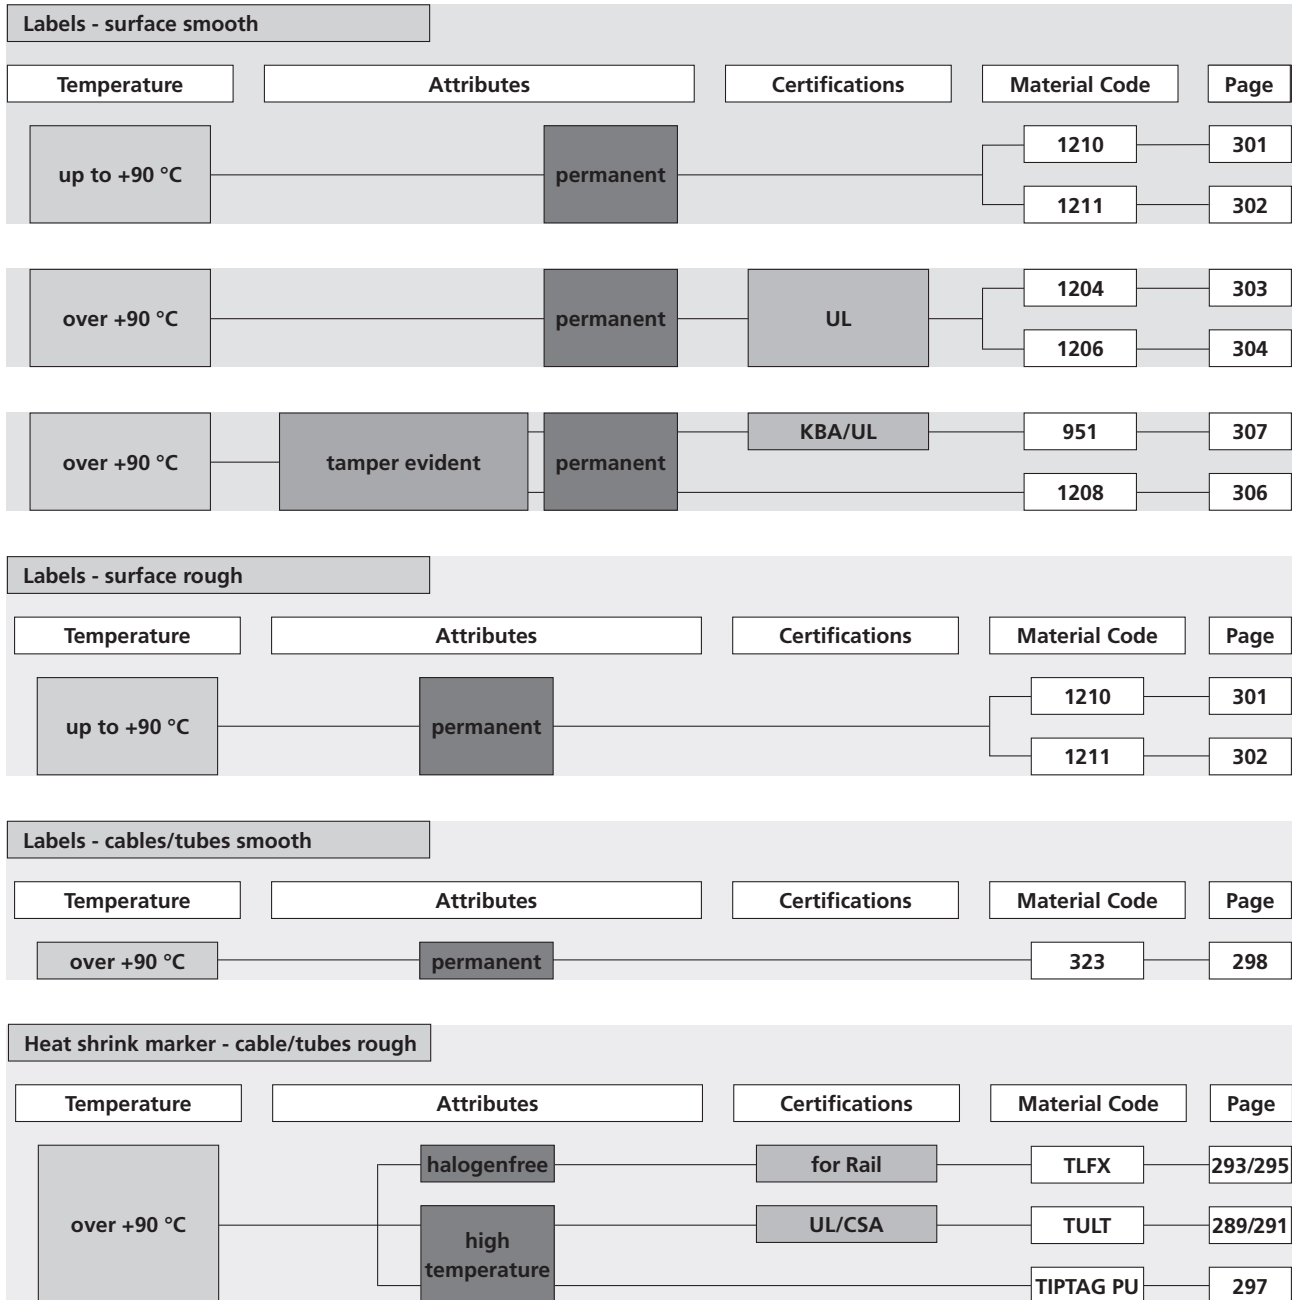 Labels - surface smooth
Temperature Attributes Certifications Material Code Page
up to +90 °C permanent 1210 301
1211 302
over +90 °C permanent UL 1204 303
1206 304
over +90 °C tamper evident permanent KBA/UL 951 307
1208 306
Labels - surface rough
Temperature Attributes Certifications Material Code Page
up to +90 °C permanent 1210 301
1211 302
Labels - cables/tubes smooth
Temperature Attributes Certifications Material Code Page
over +90 °C permanent 323 298
Heat shrink marker - cable/tubes rough
Temperature Attributes Certifications Material Code Page
halogenfree for Rail TLFX 293/295
over +90 °C high temperature UL/CSA TULT 289/291
TIPTAG PU 297